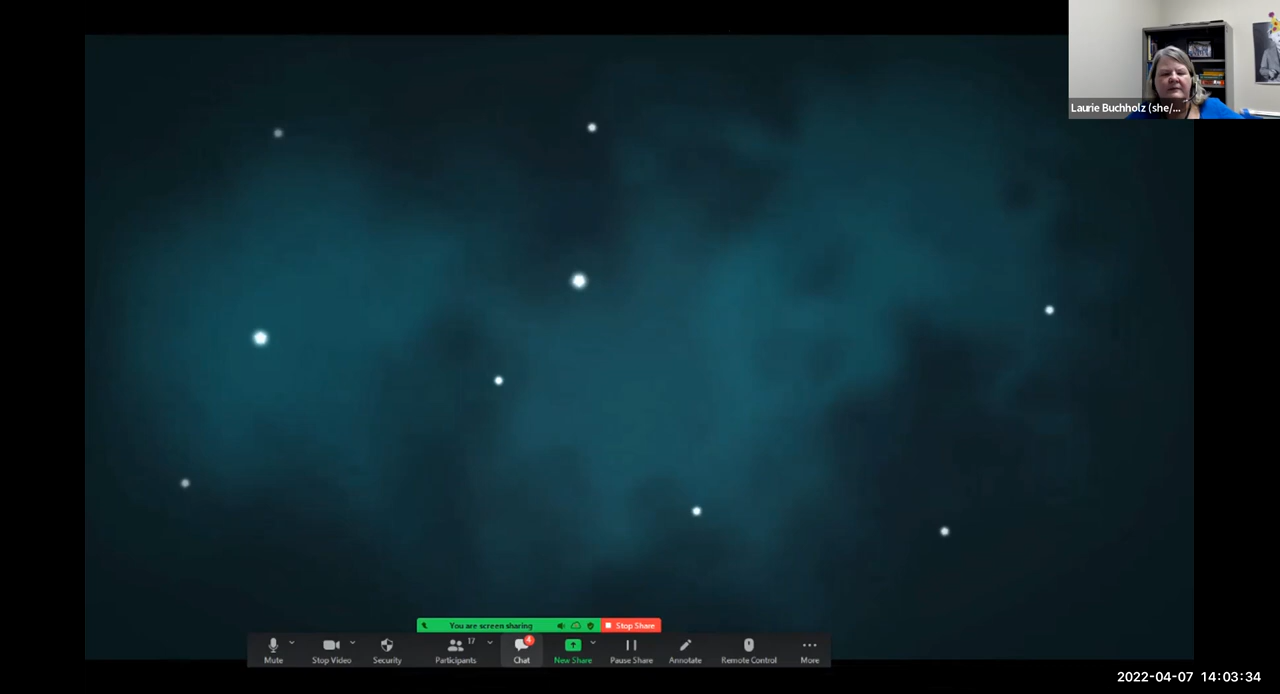 Laurie Buchholz (she/...
You are screen sharing Stop Share
17
4
Mute Stop Video Security Participants Chat New Share Pause Share Annotate Remote Control More
2022-04-07 14:03:34